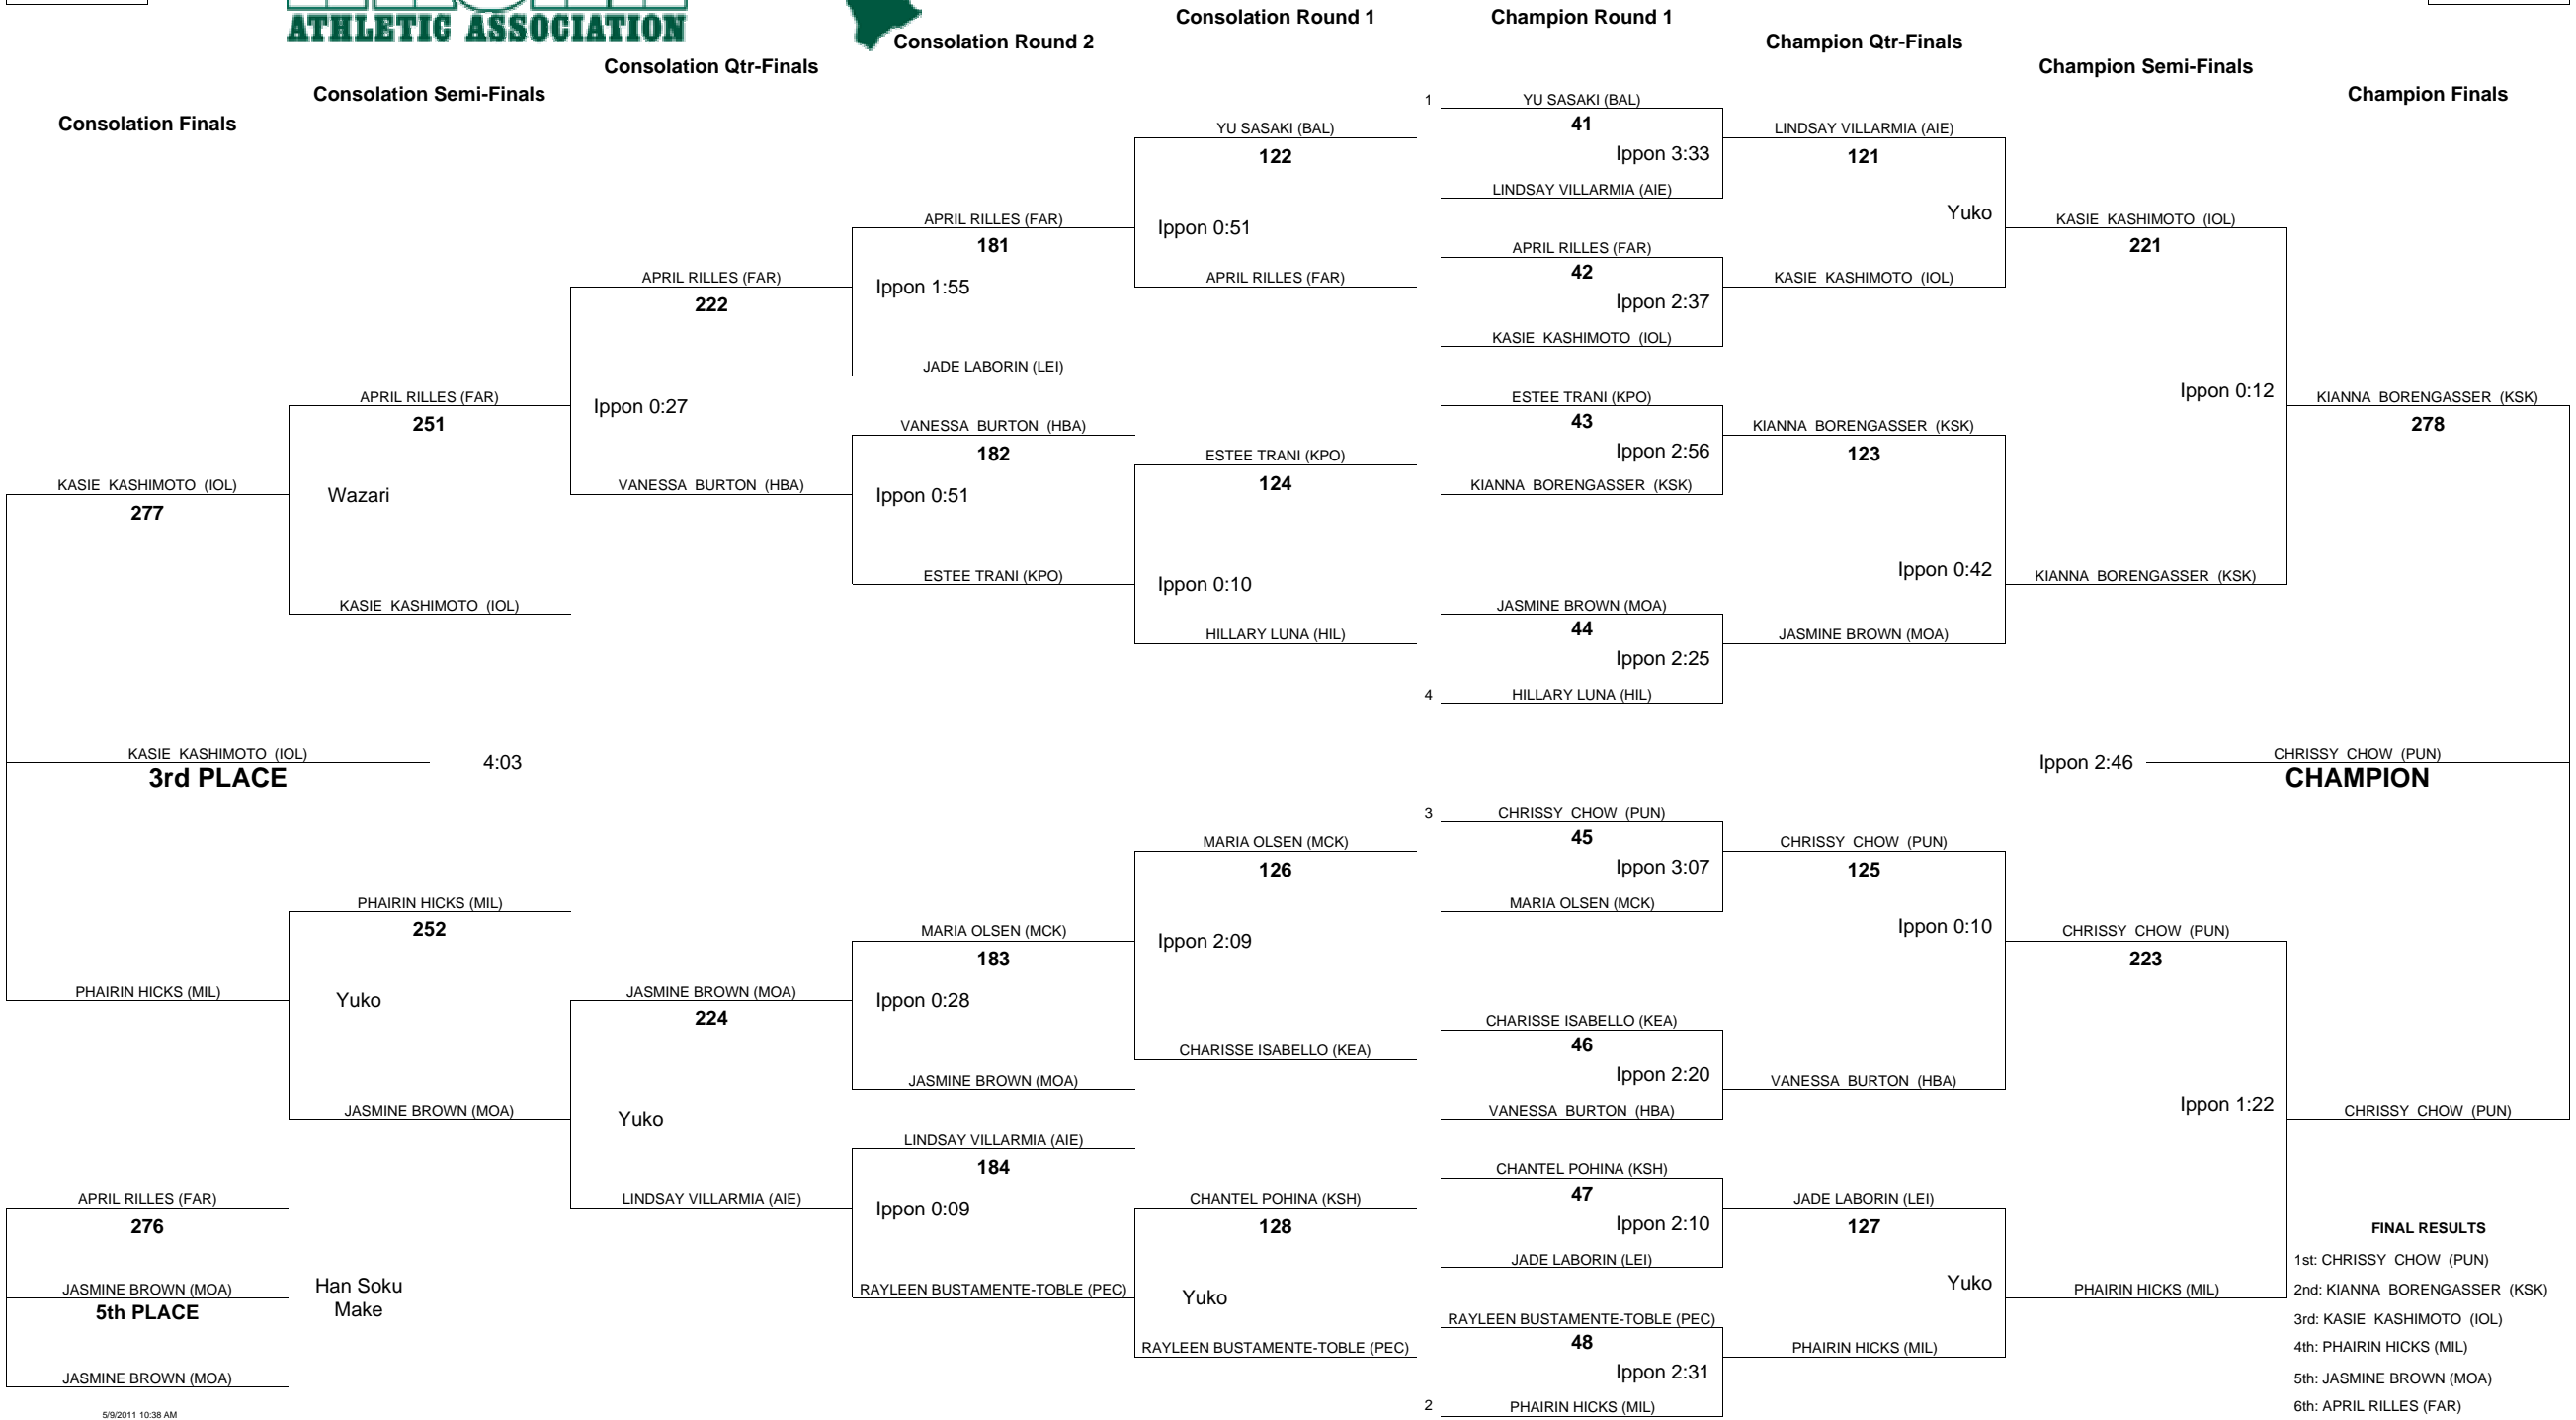 ATHLETIC ASSOCIATION
Consolation Finals
Consolation Semi-Finals
Consolation Qtr-Finals
Consolation Round 2
Consolation Round 1
Champion Round 1
Champion Qtr-Finals
Champion Semi-Finals
Champion Finals
KASIE KASHIMOTO (IOL)
277
KASIE KASHIMOTO (IOL)
3rd PLACE
4:03
PHAIRIN HICKS (MIL)
APRIL RILLES (FAR)
276
JASMINE BROWN (MOA)
5th PLACE
Han Soku
Make
JASMINE BROWN (MOA)
5/9/2011 10:38 AM
APRIL RILLES (FAR)
251
Wazari
KASIE KASHIMOTO (IOL)
PHAIRIN HICKS (MIL)
252
Yuko
JASMINE BROWN (MOA)
APRIL RILLES (FAR)
222
Ippon 0:27
VANESSA BURTON (HBA)
JASMINE BROWN (MOA)
224
Yuko
LINDSAY VILLARMIA (AIE)
APRIL RILLES (FAR)
181
Ippon 1:55
JADE LABORIN (LEI)
VANESSA BURTON (HBA)
182
Ippon 0:51
ESTEE TRANI (KPO)
MARIA OLSEN (MCK)
183
Ippon 0:28
JASMINE BROWN (MOA)
LINDSAY VILLARMIA (AIE)
184
Ippon 0:09
RAYLEEN BUSTAMENTE-TOBLE (PEC)
YU SASAKI (BAL)
122
Ippon 0:51
APRIL RILLES (FAR)
ESTEE TRANI (KPO)
124
Ippon 0:10
HILLARY LUNA (HIL)
MARIA OLSEN (MCK)
126
Ippon 2:09
CHARISSE ISABELLO (KEA)
CHANTEL POHINA (KSH)
128
Yuko
RAYLEEN BUSTAMENTE-TOBLE (PEC)
1 YU SASAKI (BAL)
41
Ippon 3:33
LINDSAY VILLARMIA (AIE)
APRIL RILLES (FAR)
42
Ippon 2:37
KASIE KASHIMOTO (IOL)
ESTEE TRANI (KPO)
43
Ippon 2:56
KIANNA BORENGASSER (KSK)
JASMINE BROWN (MOA)
44
Ippon 2:25
4 HILLARY LUNA (HIL)
3 CHRISSY CHOW (PUN)
45
Ippon 3:07
MARIA OLSEN (MCK)
CHARISSE ISABELLO (KEA)
46
Ippon 2:20
VANESSA BURTON (HBA)
CHANTEL POHINA (KSH)
47
Ippon 2:10
JADE LABORIN (LEI)
RAYLEEN BUSTAMENTE-TOBLE (PEC)
48
Ippon 2:31
2 PHAIRIN HICKS (MIL)
LINDSAY VILLARMIA (AIE)
121
Yuko
KASIE KASHIMOTO (IOL)
KIANNA BORENGASSER (KSK)
123
Ippon 0:42
JASMINE BROWN (MOA)
CHRISSY CHOW (PUN)
125
Ippon 0:10
VANESSA BURTON (HBA)
JADE LABORIN (LEI)
127
Yuko
PHAIRIN HICKS (MIL)
KASIE KASHIMOTO (IOL)
221
Ippon 0:12
KIANNA BORENGASSER (KSK)
CHRISSY CHOW (PUN)
223
Ippon 1:22
PHAIRIN HICKS (MIL)
KIANNA BORENGASSER (KSK)
278
Ippon 2:46
CHRISSY CHOW (PUN)
CHAMPION
CHRISSY CHOW (PUN)
FINAL RESULTS
1st: CHRISSY CHOW (PUN)
2nd: KIANNA BORENGASSER (KSK)
3rd: KASIE KASHIMOTO (IOL)
4th: PHAIRIN HICKS (MIL)
5th: JASMINE BROWN (MOA)
6th: APRIL RILLES (FAR)